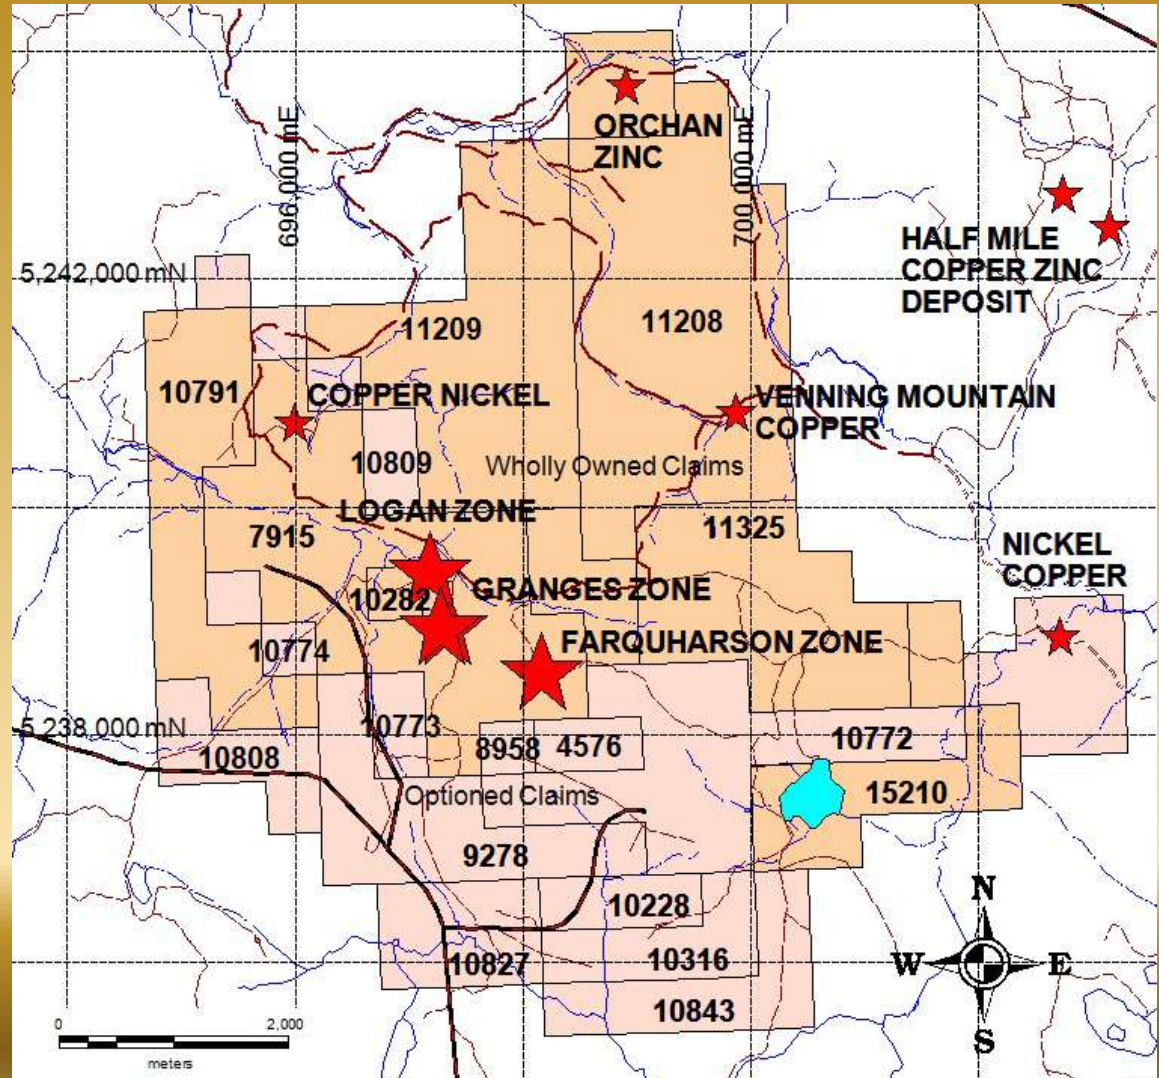 ORCHAN
ZINC
696,000 mE
700,000 mE
HALF MILE
COPPER ZINC
DEPOSIT
5,242,000 mN
11209
11208
10791
COPPER NICKEL
VENNING MOUNTAIN
COPPER
10809
Wholly Owned Claims
LOGAN ZONE
7915
11325
NICKEL
COPPER
10282
GRANGES ZONE
10774
FARQUHARSON ZONE
5,238,000 mN
10773
8958
4576
10772
10808
Optioned Claims
15210
9278
10228
10827
10316
10843
N
W
E
S
0
2,000
meters